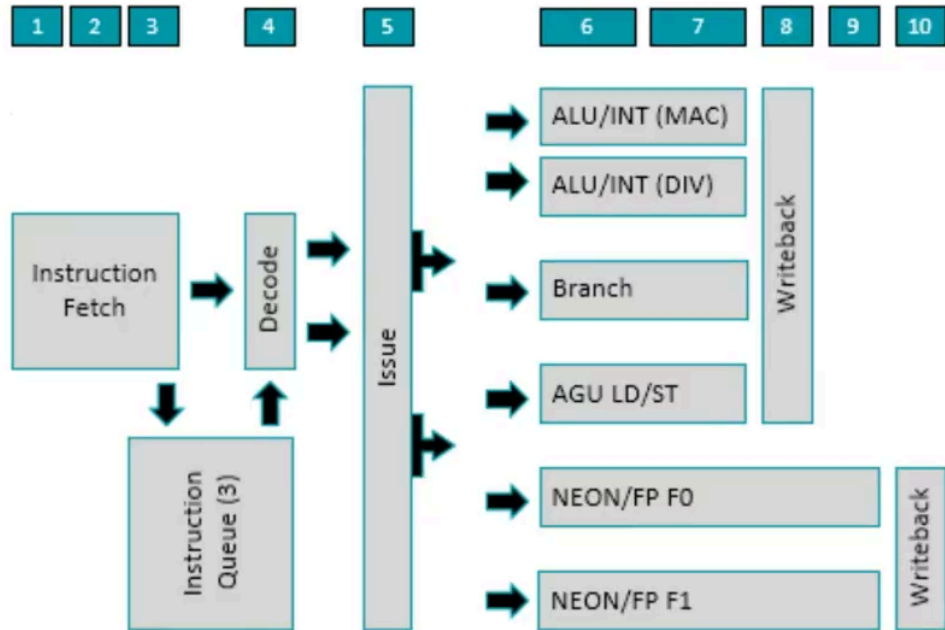 1 2 3 4 5 6 7 8 9 10
ALU/INT (MAC)
ALU/INT (DIV)
Instruction
Fetch
Decode
Issue
Branch
Writeback
AGU LD/ST
Instruction
Queue (3)
NEON/FP F0
NEON/FP F1
Writeback